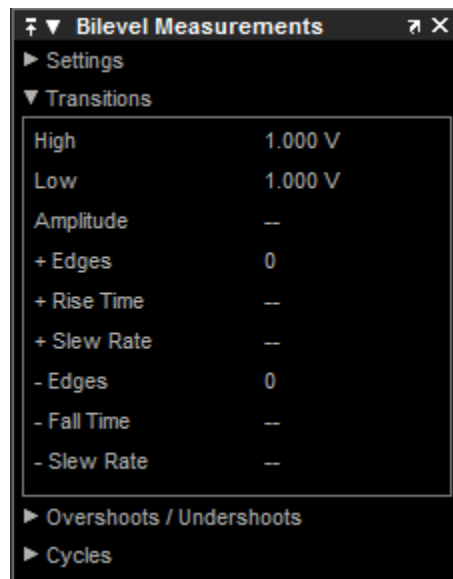 Bilevel Measurements
Settings
Transitions
High 1.000 V
Low 1.000 V
Amplitude --
+ Edges 0
+ Rise Time --
+ Slew Rate --
- Edges 0
- Fall Time --
- Slew Rate --
Overshoots / Undershoots
Cycles